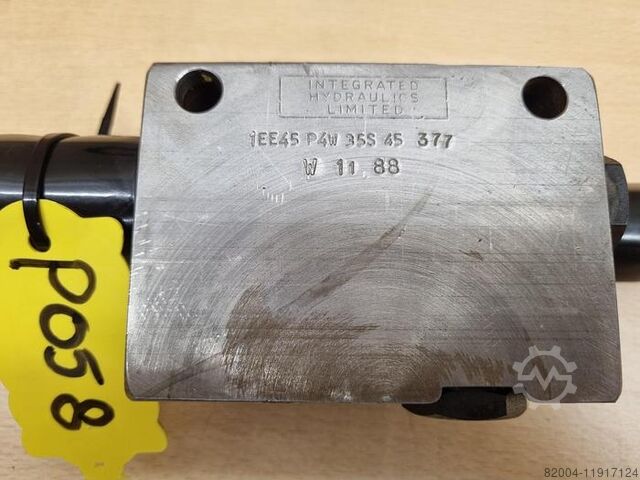 INTEGRATED
HYDRAULICS
LIMITED
1EE45 P4W 35S 45 377
W 11 88
P058
82004-11917124